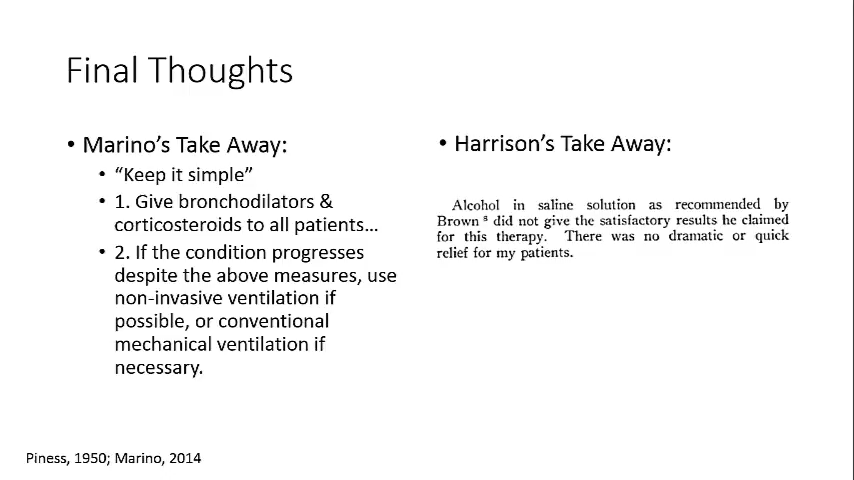 Final Thoughts
• Marino’s Take Away:
• “Keep it simple”
• 1. Give bronchodilators &
corticosteroids to all patients…
• 2. If the condition progresses
despite the above measures, use
non-invasive ventilation if
possible, or conventional
mechanical ventilation if
necessary.
• Harrison’s Take Away:
Alcohol in saline solution as recommended by
Brown 8 did not give the satisfactory results he claimed
for this therapy. There was no dramatic or quick
relief for my patients.
Piness, 1950; Marino, 2014